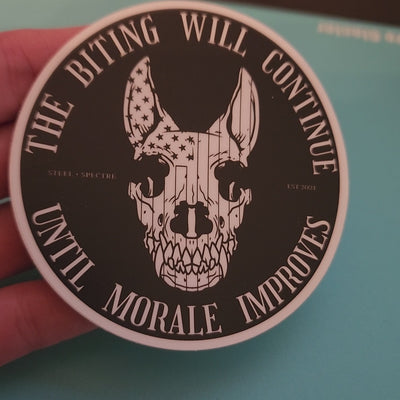 THE BITING WILL CONTINUE
STEEL • SPECTRE
EST 2021
UNTIL MORALE IMPROVES